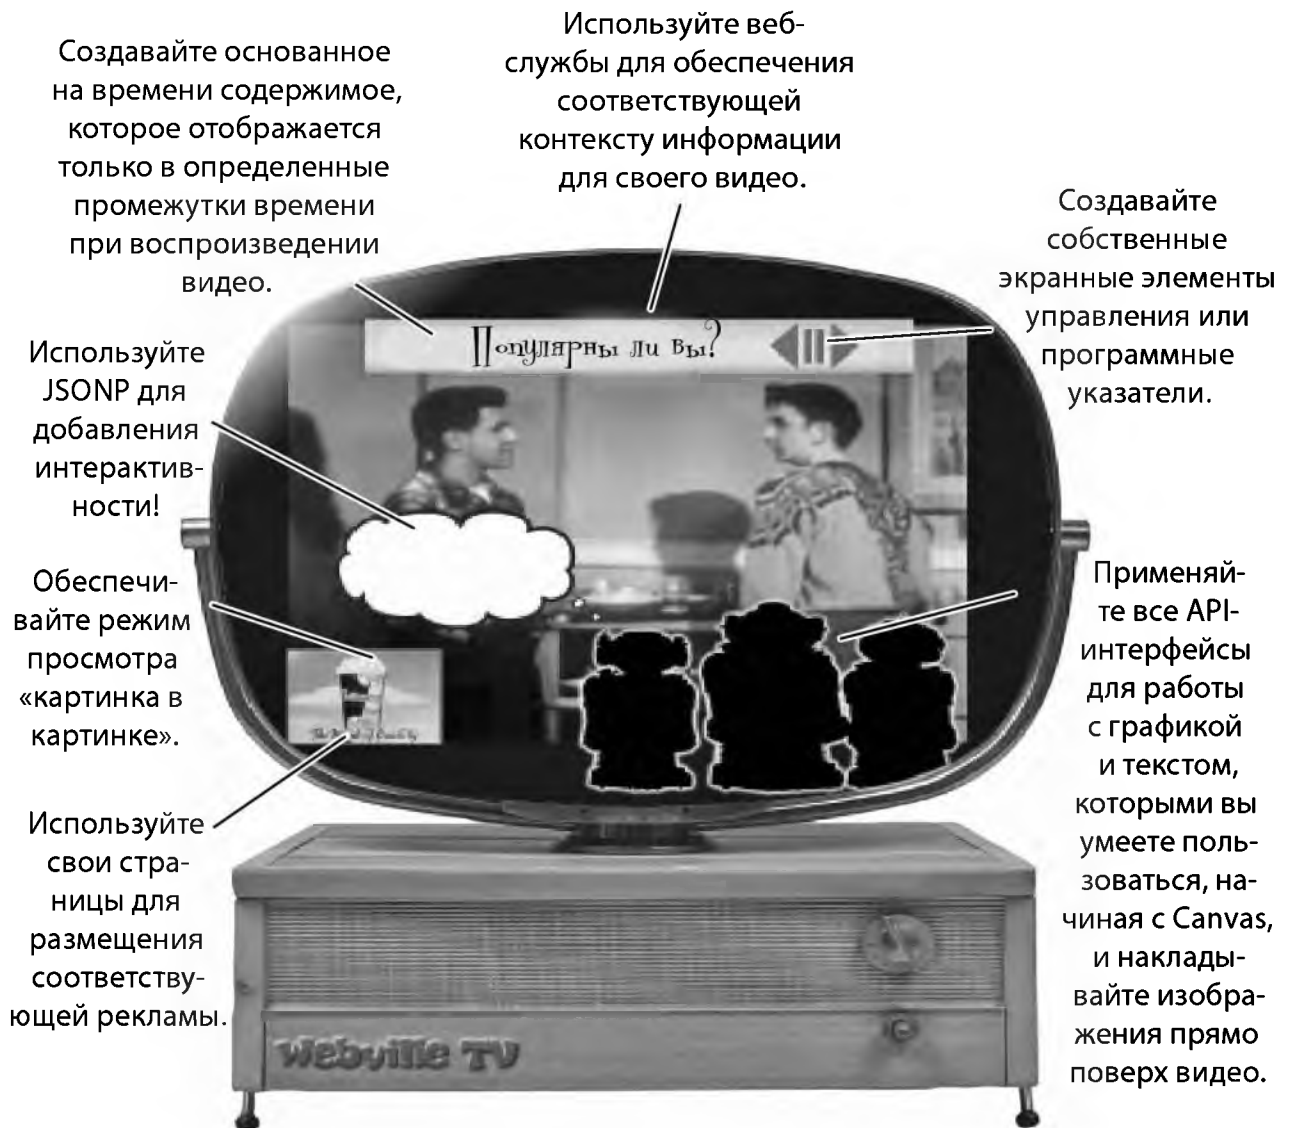 Создавайте основанное
на времени содержимое,
которое отображается
только в определенные
промежутки времени
при воспроизведении
видео.
Используйте веб-
службы для обеспечения
соответствующей
контексту информации
для своего видео.
Создавайте
собственные
экранные элементы
управления или
программные
указатели.
Популярны ли вы?
Используйте
JSONP для
добавления
интерактив-
ности!
Обеспечи-
вайте режим
просмотра
«картинка в
картинке».
Используйте
свои стра-
ницы для
размещения
соответству-
ющей рекламы.
Применяй-
те все API-
интерфейсы
для работы
с графикой
и текстом,
которыми вы
умеете поль-
зоваться, на-
чиная с Canvas,
и наклады-
вайте изобра-
жения прямо
поверх видео.
Webville TV